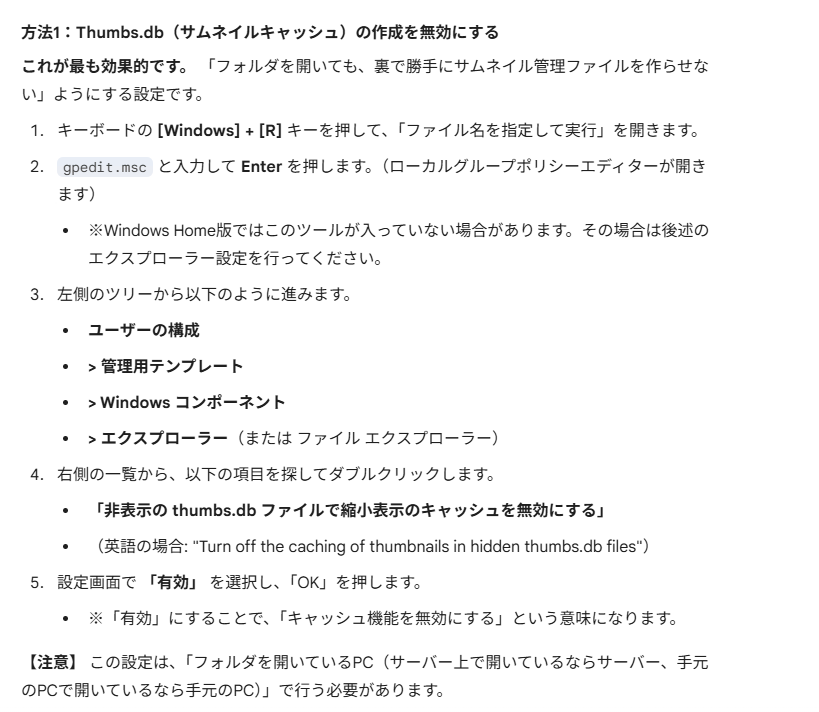 方法1：Thumbs.db（サムネイルキャッシュ）の作成を無効にする
これが最も効果的です。 「フォルダを開いても、裏で勝手にサムネイル管理ファイルを作らせな
い」ようにする設定です。
1. キーボードの [Windows] + [R] キーを押して、「ファイル名を指定して実行」を開きます。
2. gpedit.msc と入力して Enter を押します。（ローカルグループポリシーエディターが開き
ます）
• ※Windows Home版ではこのツールが入っていない場合があります。その場合は後述の
エクスプローラー設定を行ってください。
3. 左側のツリーから以下のように進みます。
• ユーザーの構成
• > 管理用テンプレート
• > Windows コンポーネント
• > エクスプローラー（または ファイル エクスプローラー）
4. 右側の一覧から、以下の項目を探してダブルクリックします。
• 「非表示の thumbs.db ファイルで縮小表示のキャッシュを無効にする」
• （英語の場合: "Turn off the caching of thumbnails in hidden thumbs.db files"）
5. 設定画面で 「有効」 を選択し、「OK」を押します。
• ※「有効」にすることで、「キャッシュ機能を無効にする」という意味になります。
【注意】 この設定は、「フォルダを開いているPC（サーバー上で開いているならサーバー、手元
のPCで開いているなら手元のPC）」で行う必要があります。